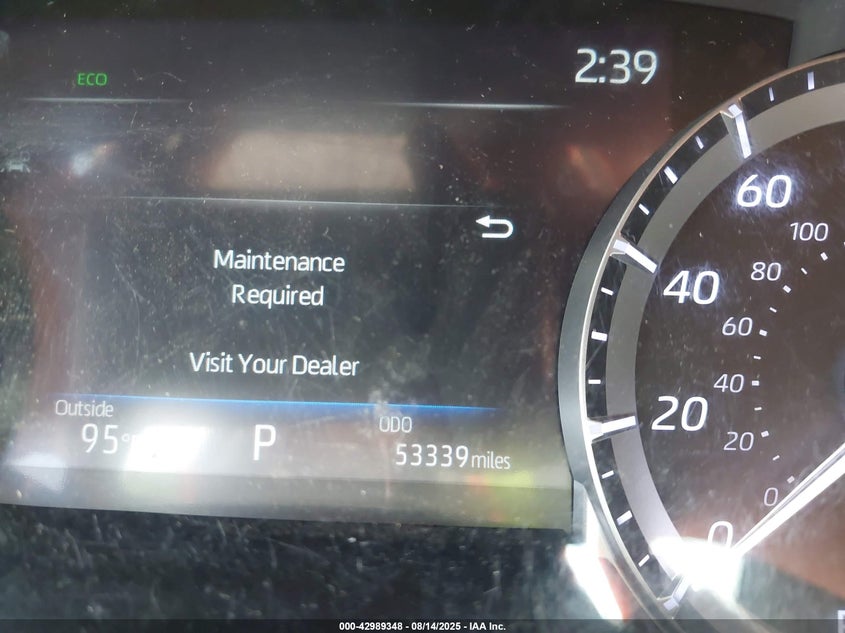 ECO
2:39
Maintenance
Required
Visit Your Dealer
Outside
95°
P
ODO
53339 miles
60
100
40
80
60
40
20
20
0
0
000-42989348 - 08/14/2025 - IAA Inc.